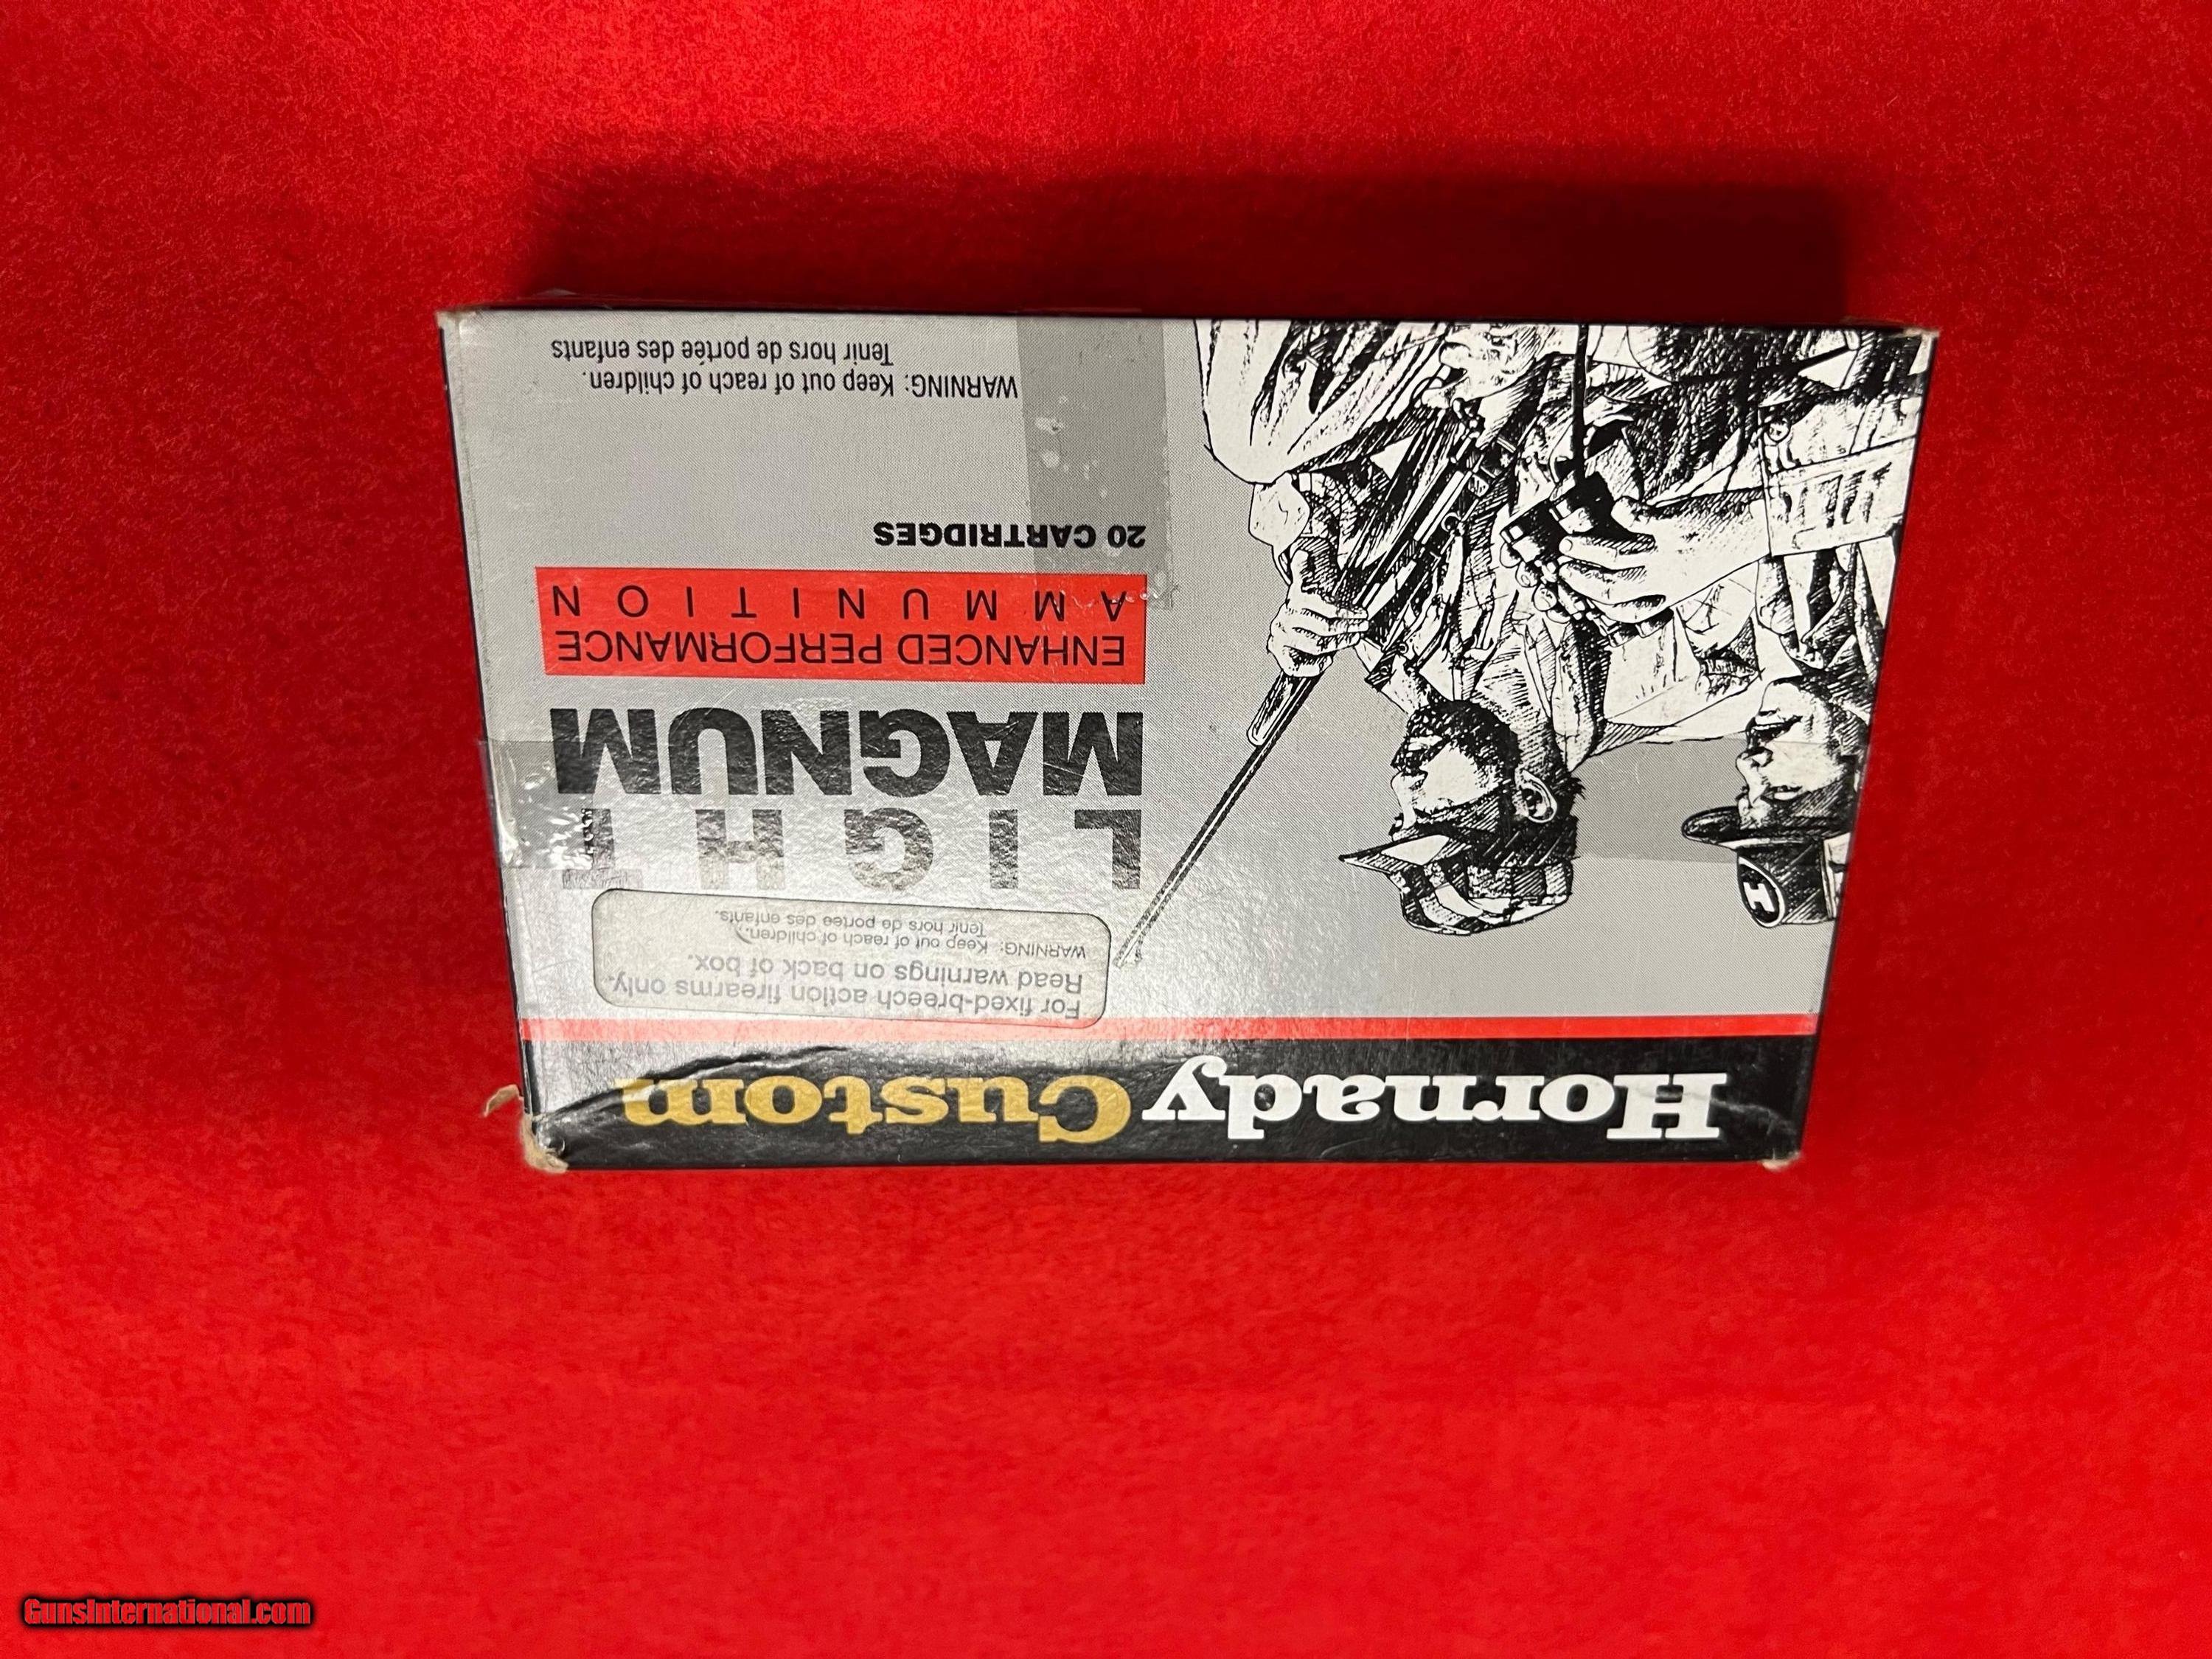 Hornady Custom
For fixed-breech action firearms only.
Read warnings on back of box.
WARNING: Keep out of reach of children.
Tenir hors de portée des enfants.
LIGHT
MAGNUM
ENHANCED PERFORMANCE
AMMUNITION
20 CARTRIDGES
WARNING: Keep out of reach of children.
Tenir hors de portée des enfants
H
GunsInternational.com